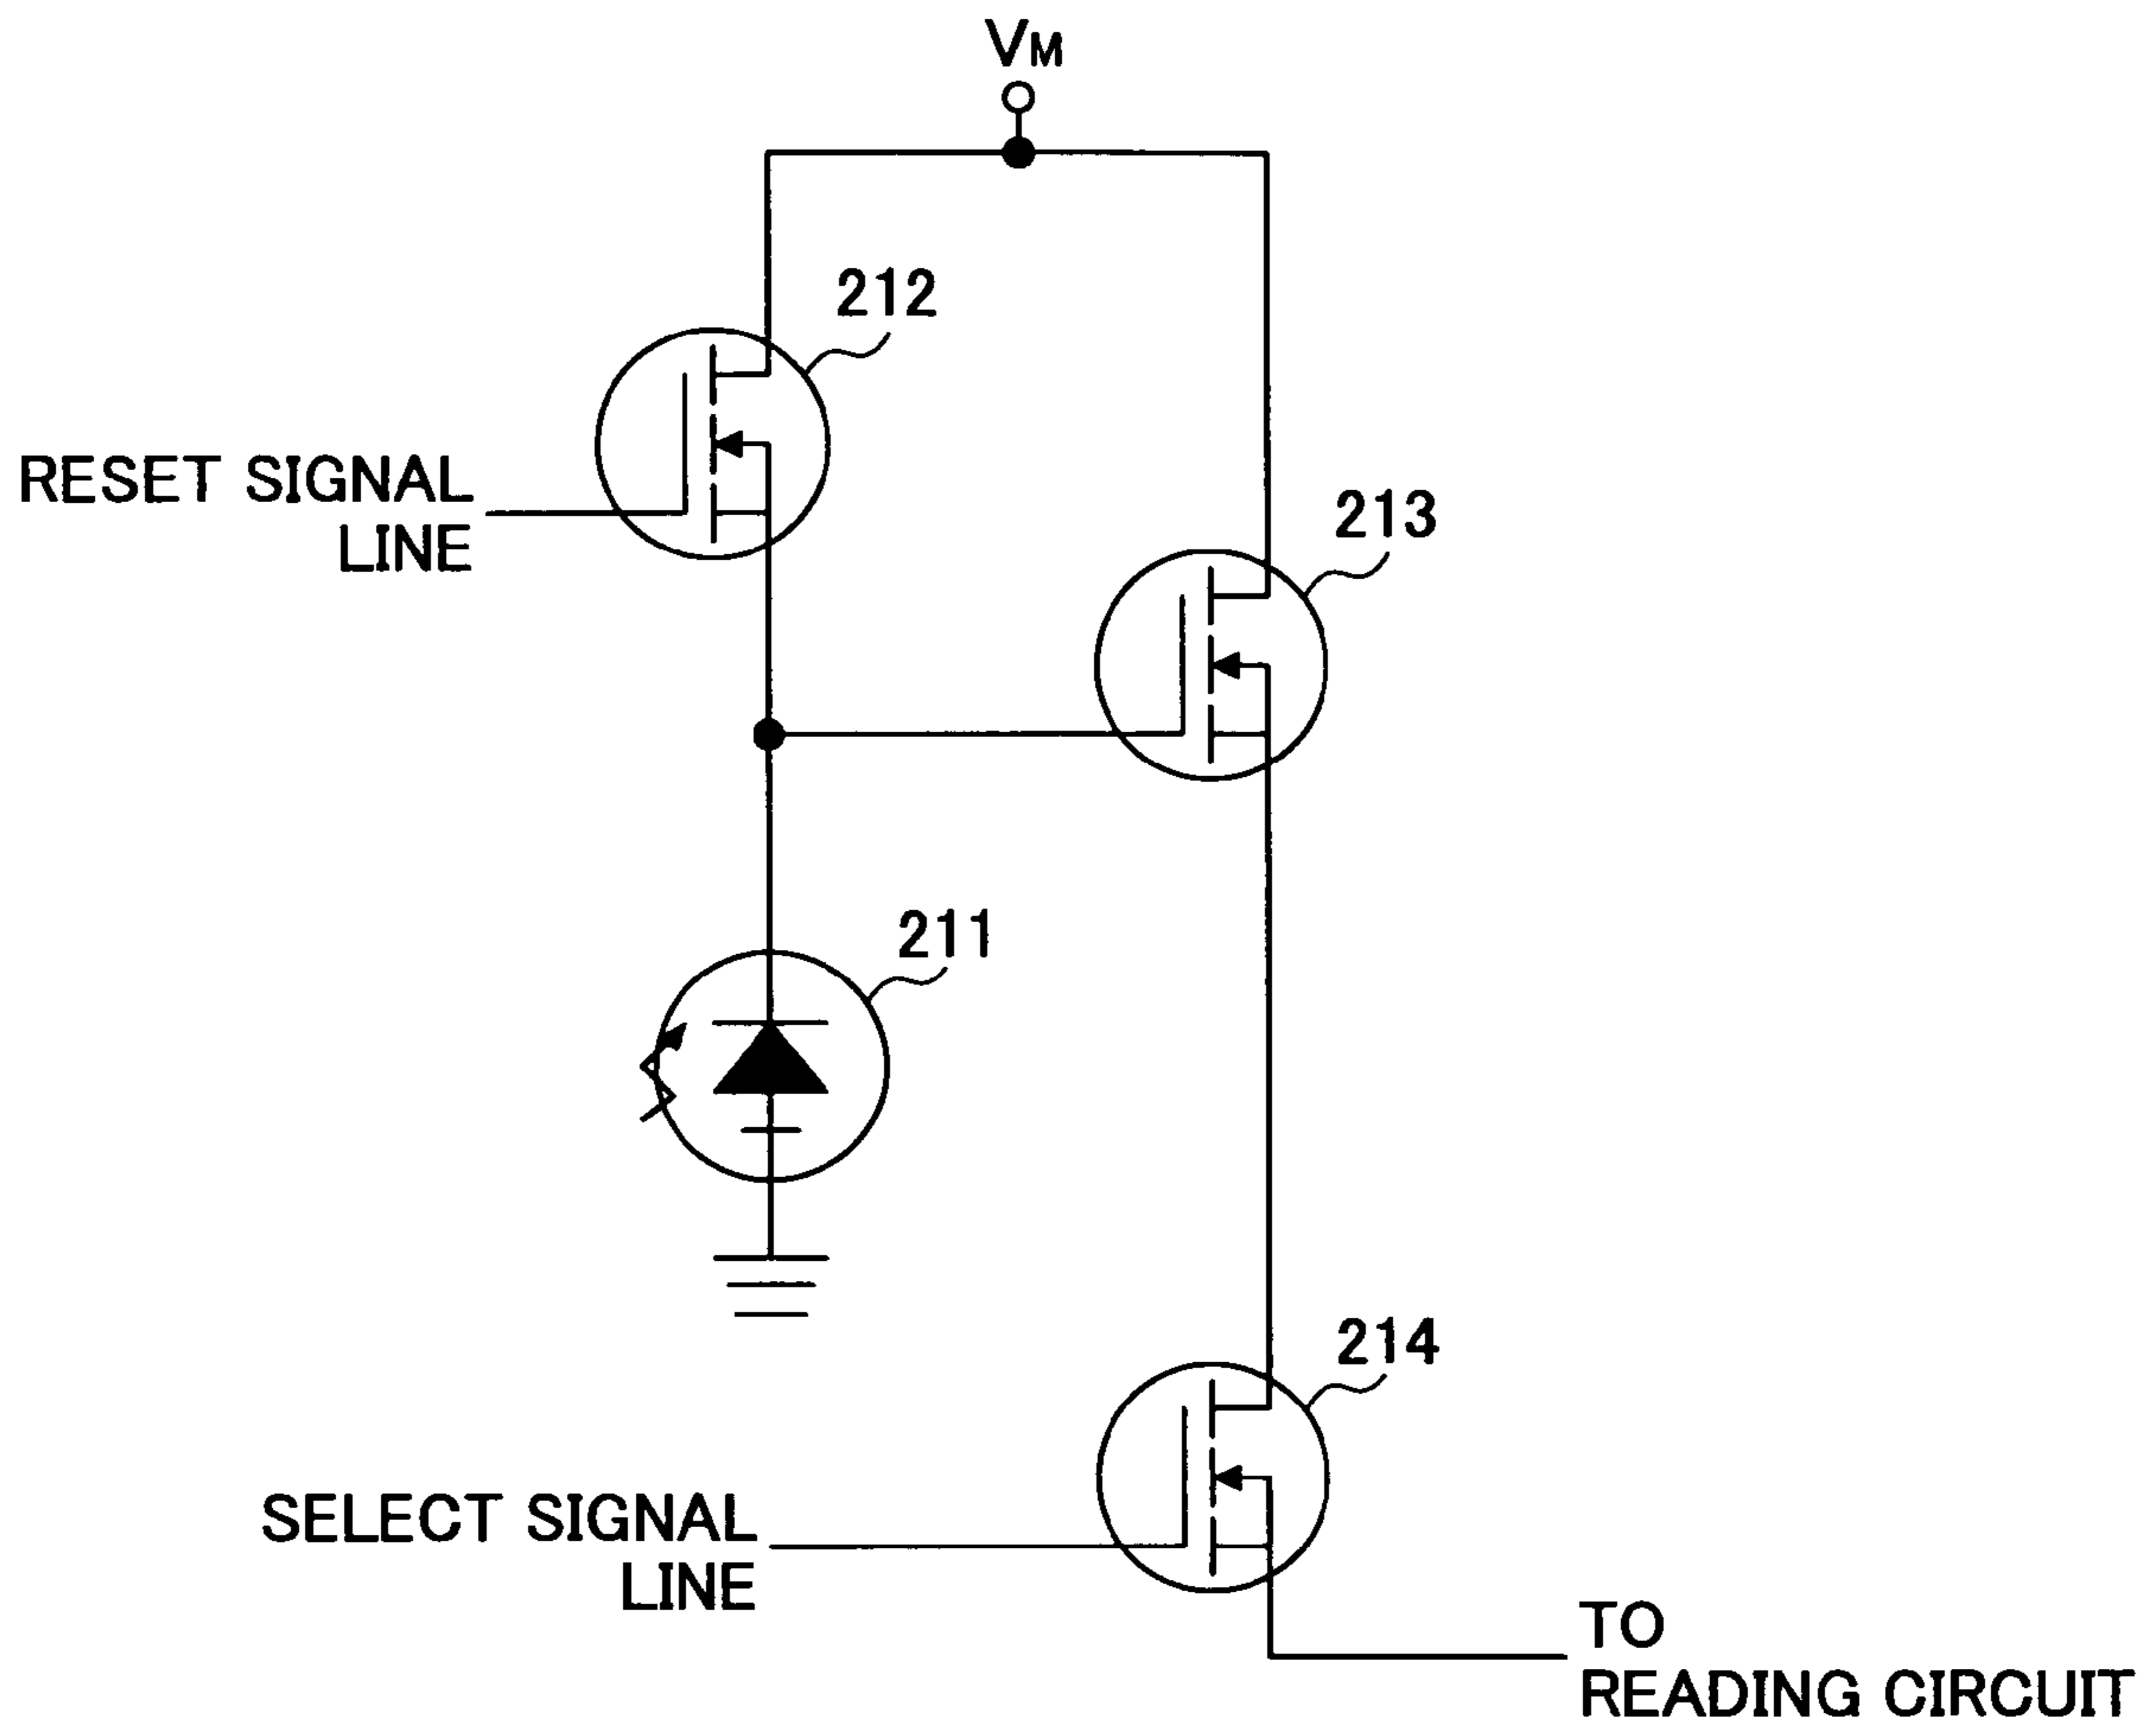 VM
212
RESET SIGNAL
LINE
213
211
214
SELECT SIGNAL
LINE
TO
READING CIRCUIT